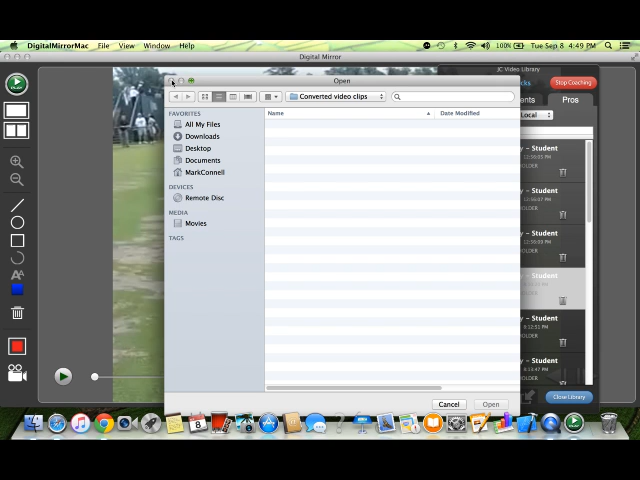 DigitalMirrorMac File View Window Help 100% Tue Sep 8 4:49 PM
Digital Mirror
JC Video Library
Open
Stop Coaching
Converted video clips
Pros
Local
FAVORITES
Name Date Modified
All My Files
Downloads
Desktop
Documents
MarkConnell
DEVICES
Remote Disc
MEDIA
Movies
TAGS
- Student
- Student
- Student
- Student
- Student
- Student
Cancel Open
Close Library